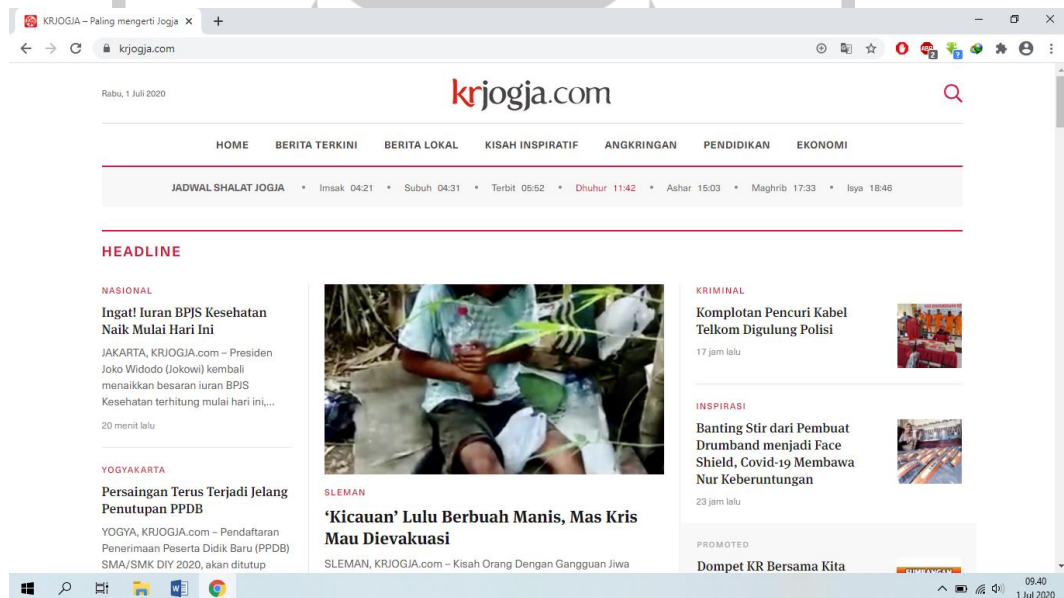 KRJOGJA – Paling mengerti Jogja
krjogja.com
Rabu, 1 Juli 2020
krjogja.com
HOME BERITA TERKINI BERITA LOKAL KISAH INSPIRATIF ANGKRINGAN PENDIDIKAN EKONOMI
JADWAL SHALAT JOGJA • Imsak 04:21 • Subuh 04:31 • Terbit 05:52 • Dhuhur 11:42 • Ashar 15:03 • Maghrib 17:33 • Isya 18:46
HEADLINE
NASIONAL
Ingat! Iuran BPJS Kesehatan
Naik Mulai Hari Ini
JAKARTA, KRJOGJA.com – Presiden
Joko Widodo (Jokowi) kembali
menaikkan besaran iuran BPJS
Kesehatan terhitung mulai hari ini,...
20 menit lalu
YOGYAKARTA
Persaingan Terus Terjadi Jelang
Penutupan PPDB
YOGYA, KRJOGJA.com – Pendaftaran
Penerimaan Peserta Didik Baru (PPDB)
SMA/SMK DIY 2020, akan ditutup
SLEMAN
‘Kicauan’ Lulu Berbuah Manis, Mas Kris
Mau Dievakuasi
SLEMAN, KRJOGJA.com – Kisah Orang Dengan Gangguan Jiwa
KRIMINAL
Komplotan Pencuri Kabel
Telkom Digulung Polisi
17 jam lalu
INSPIRASI
Banting Stir dari Pembuat
Drumband menjadi Face
Shield, Covid-19 Membawa
Nur Keberuntungan
23 jam lalu
PROMOTED
Dompet KR Bersama Kita
SUMBANGAN
09.40
1 Jul 2020